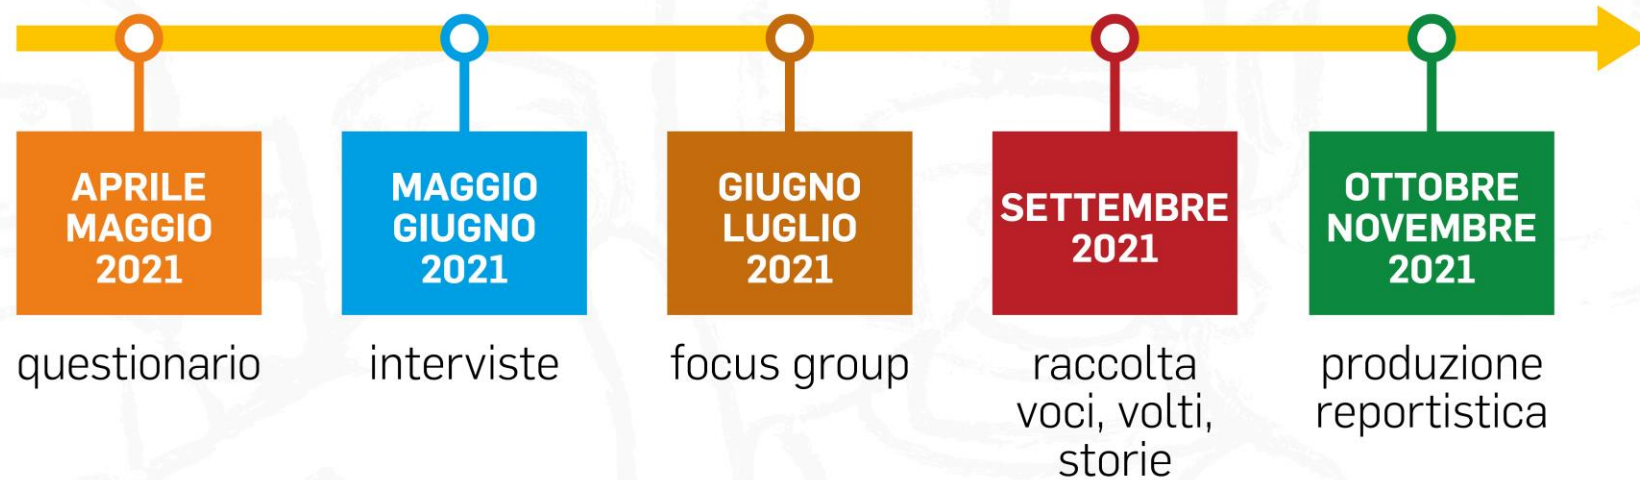 APRILE
MAGGIO
2021
questionario
MAGGIO
GIUGNO
2021
interviste
GIUGNO
LUGLIO
2021
focus group
SETTEMBRE
2021
raccolta
voci, volti,
storie
OTTOBRE
NOVEMBRE
2021
produzione
reportistica